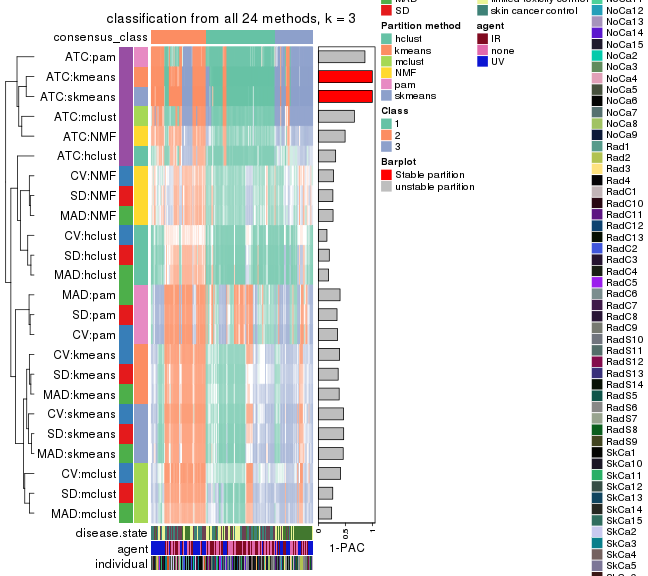 classification from all 24 methods, k = 3
consensus_class
ATC:pam
ATC:kmeans
ATC:skmeans
ATC:mclust
ATC:NMF
ATC:hclust
CV:NMF
SD:NMF
MAD:NMF
CV:hclust
SD:hclust
MAD:hclust
MAD:pam
SD:pam
CV:pam
CV:kmeans
SD:kmeans
MAD:kmeans
CV:skmeans
SD:skmeans
MAD:skmeans
CV:mclust
SD:mclust
MAD:mclust
disease.state
agent
individual
0
0.5
1
1-PAC
SD
Partition method
hclust
kmeans
mclust
NMF
pam
skmeans
Class
1
2
3
Barplot
Stable partition
unstable partition
skin cancer control
agent
IR
none
UV
NoCa12
NoCa13
NoCa14
NoCa15
NoCa2
NoCa3
NoCa4
NoCa5
NoCa6
NoCa7
NoCa8
NoCa9
Rad1
Rad2
Rad3
Rad4
RadC1
RadC10
RadC11
RadC12
RadC13
RadC2
RadC3
RadC4
RadC5
RadC6
RadC7
RadC8
RadC9
RadS10
RadS11
RadS12
RadS13
RadS14
RadS5
RadS6
RadS7
RadS8
RadS9
SkCa1
SkCa10
SkCa11
SkCa12
SkCa13
SkCa14
SkCa15
SkCa2
SkCa3
SkCa4
SkCa5